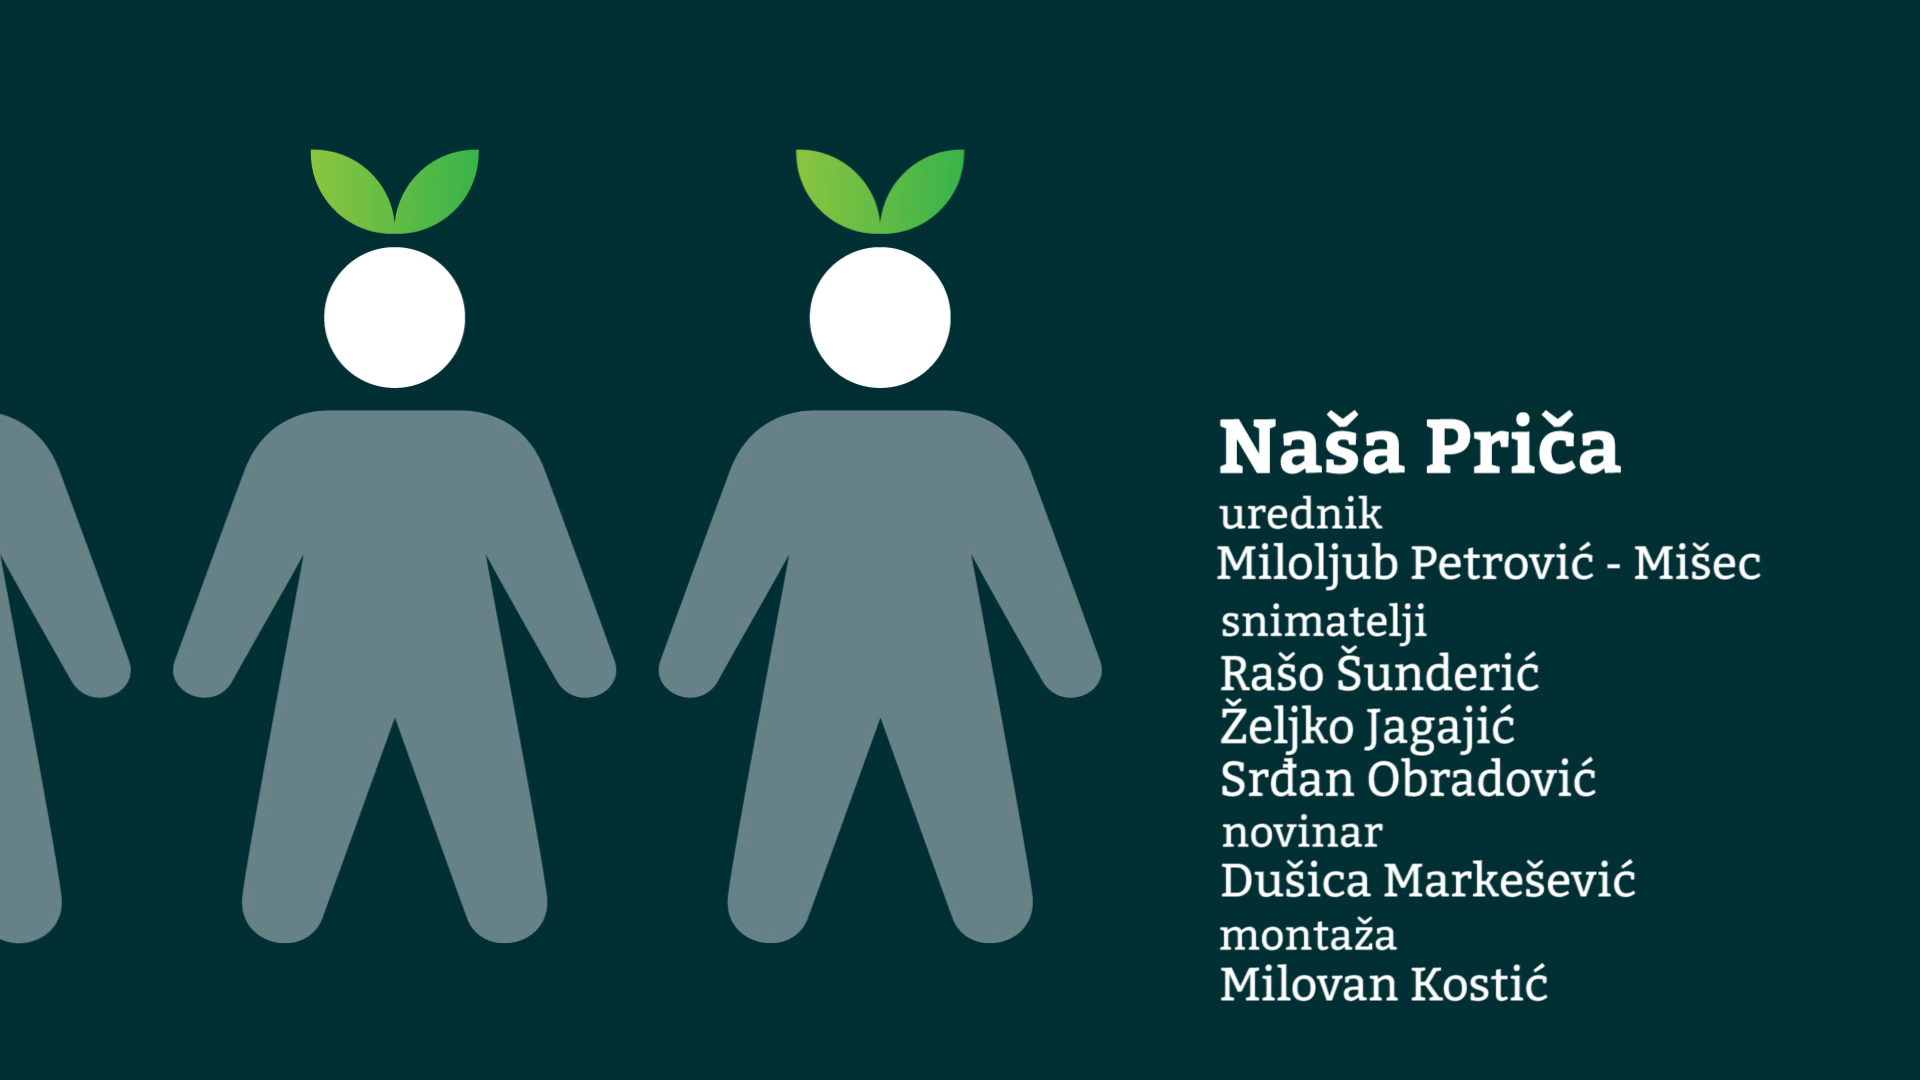 Naša Priča
urednik
Miloljub Petrović - Mišec
snimatelji
Rašo Šunderić
Željko Jagajić
Srđan Obradović
novinar
Dušica Markešević
montaža
Milovan Kostić